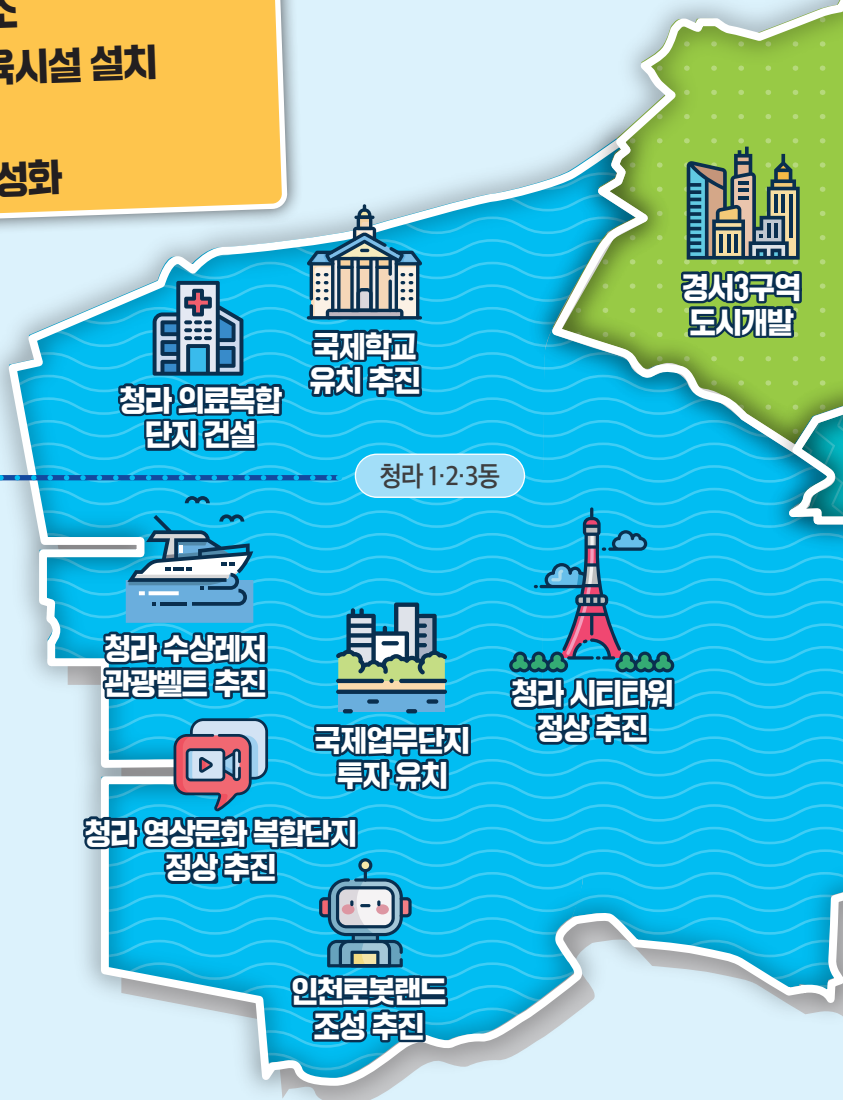 육시설 설치
성화
경서3구역
도시개발
국제학교
유치 추진
청라 의료복합
단지 건설
청라 1·2·3동
청라 수상레저
관광벨트 추진
청라 시티타워
정상 추진
국제업무단지
투자 유치
청라 영상문화 복합단지
정상 추진
인천로봇랜드
조성 추진